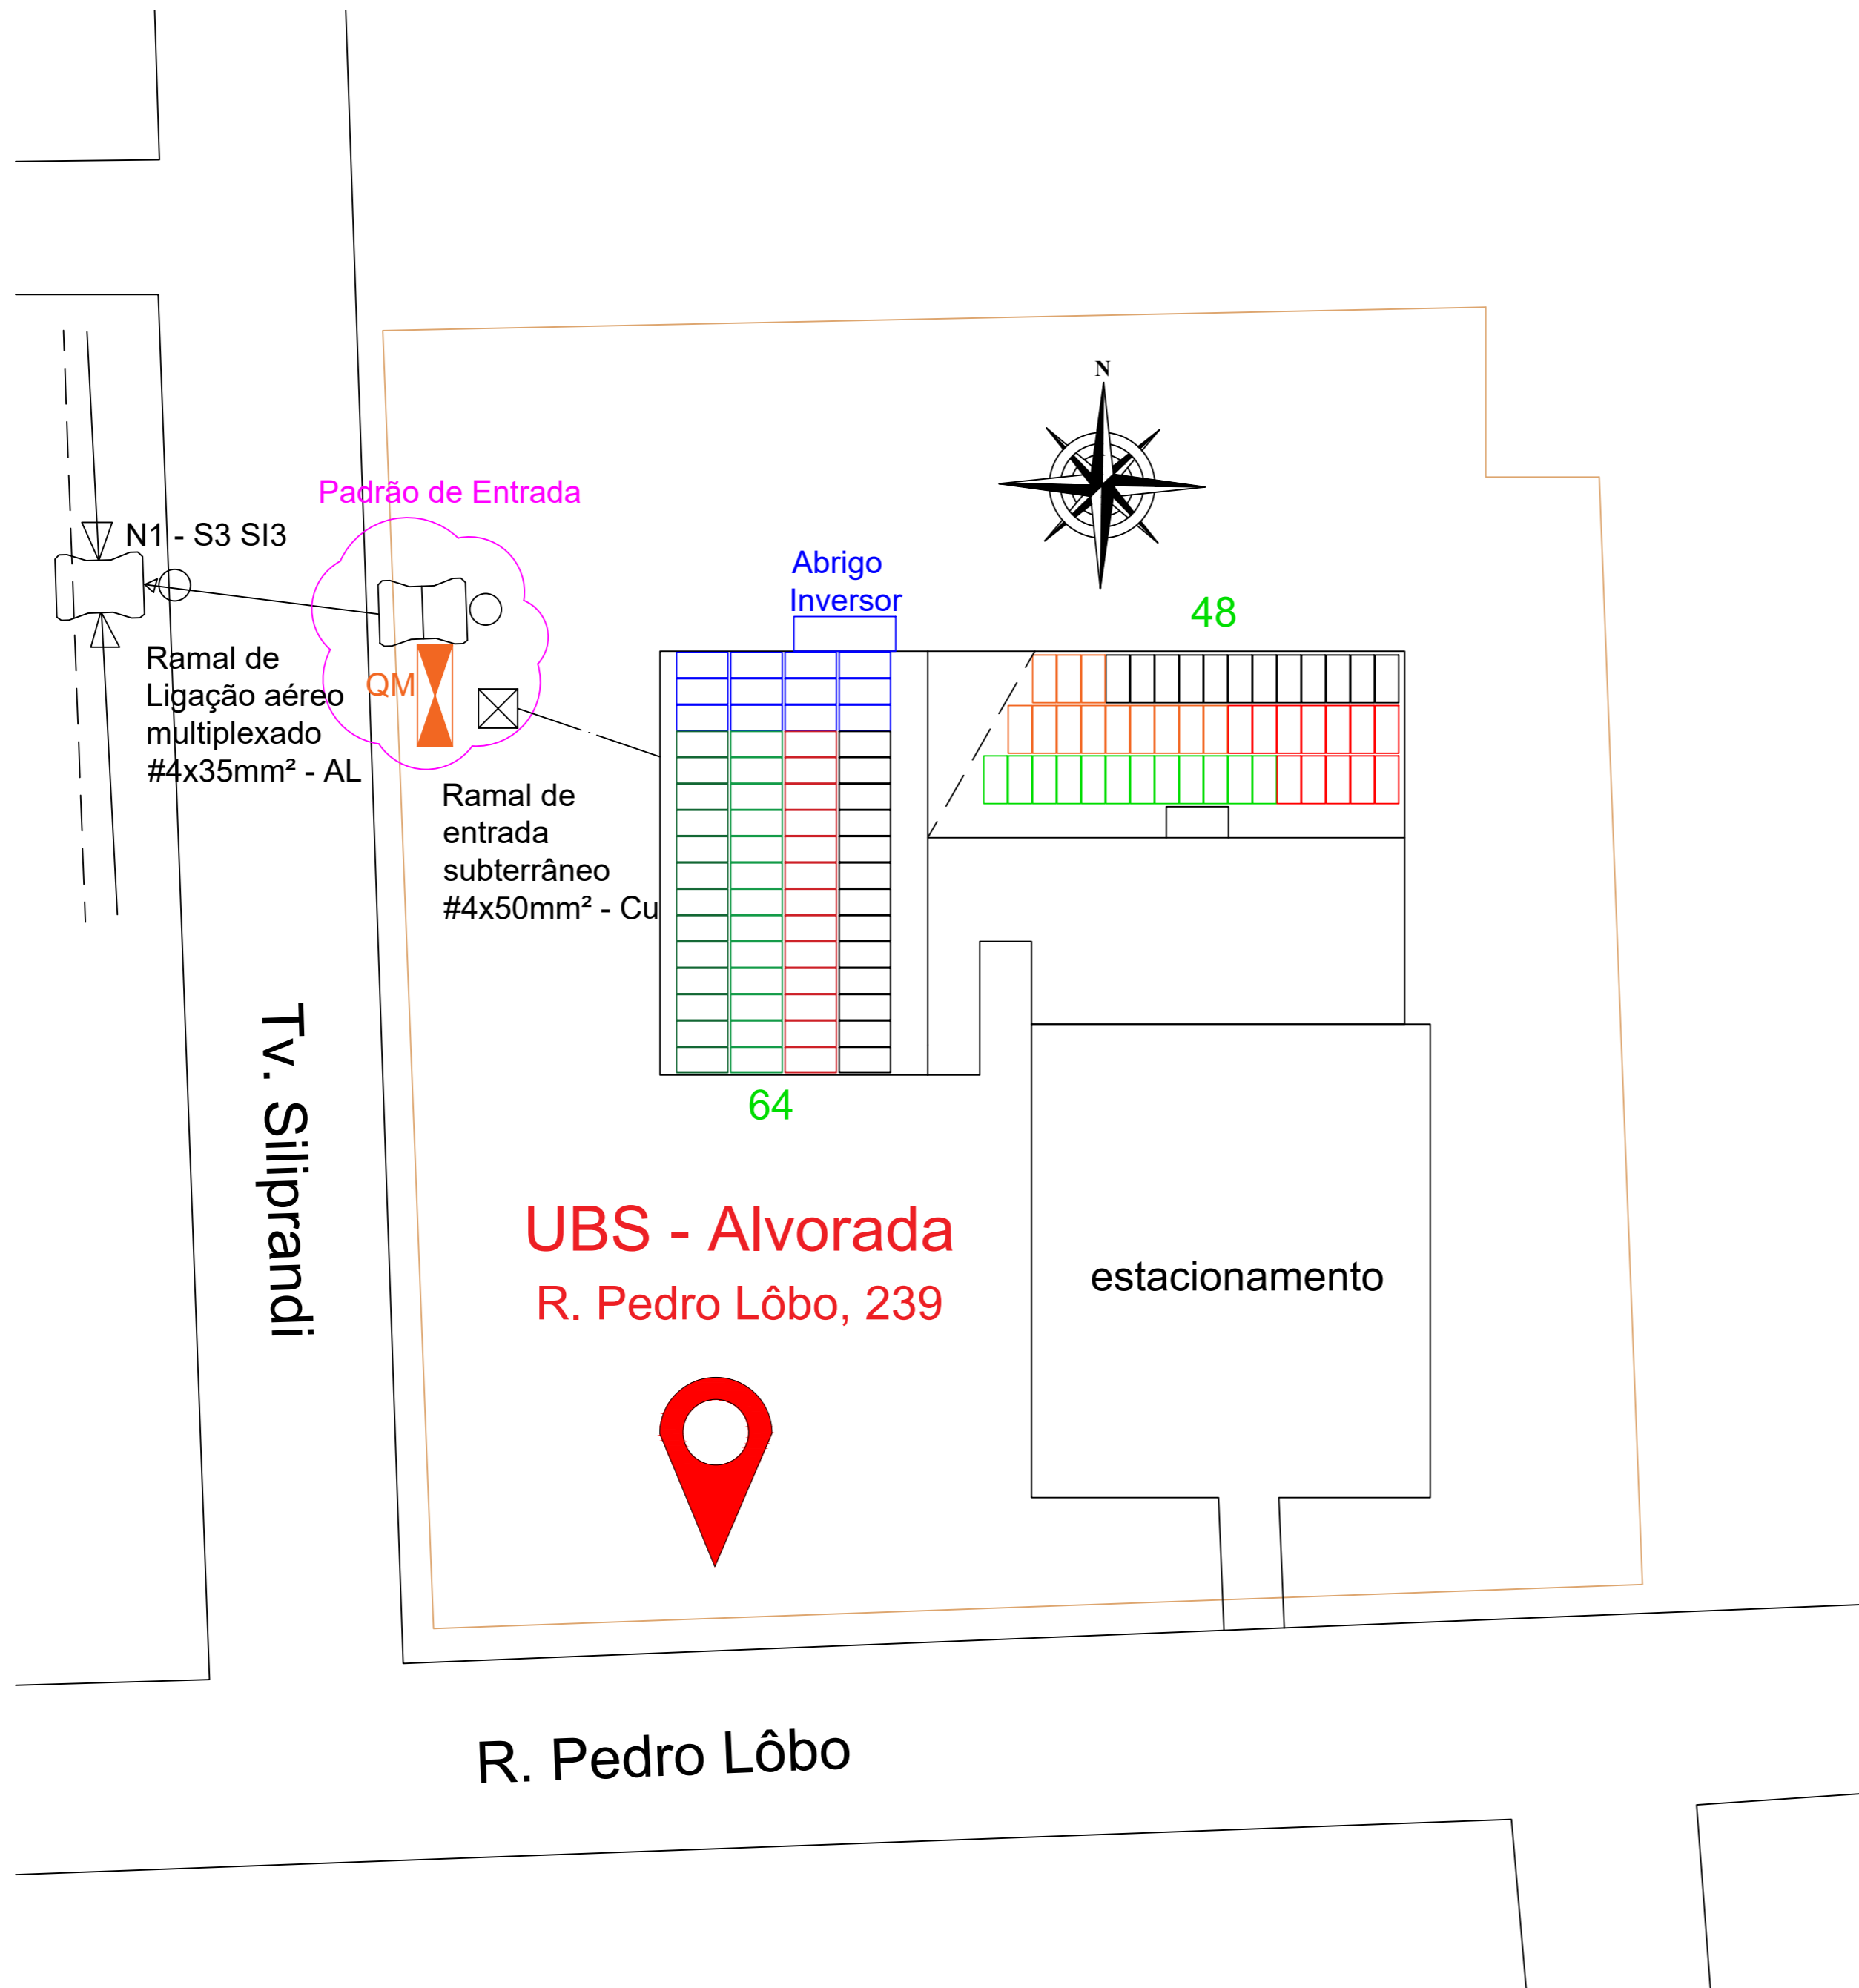 N
Padrão de Entrada
N1 - S3 SI3
Abrigo
Inversor
48
Ramal de
Ligação aéreo
multiplexado
#4x35mm² - AL
QM
Ramal de
entrada
subterrâneo
#4x50mm² - Cu
64
Tv. Siliprandi
UBS - Alvorada
R. Pedro Lôbo, 239
estacionamento
R. Pedro Lôbo